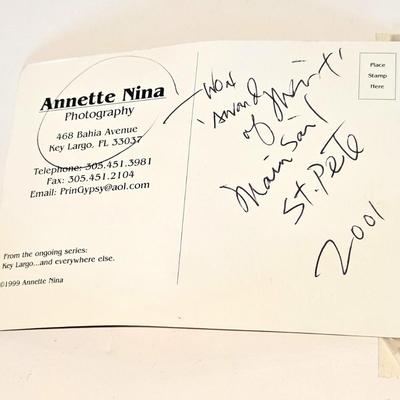 Annette Nina
Photography
468 Bahia Avenue
Key Largo, FL 33037
Telephone: 305.451.3981
Fax: 305.451.2104
Email: PrinGypsy@aol.com
From the ongoing series:
Key Largo...and everywhere else.
©1999 Annette Nina
Won
'Award
of Merit'
Main Sail
St. Pete
2001
Place
Stamp
Here